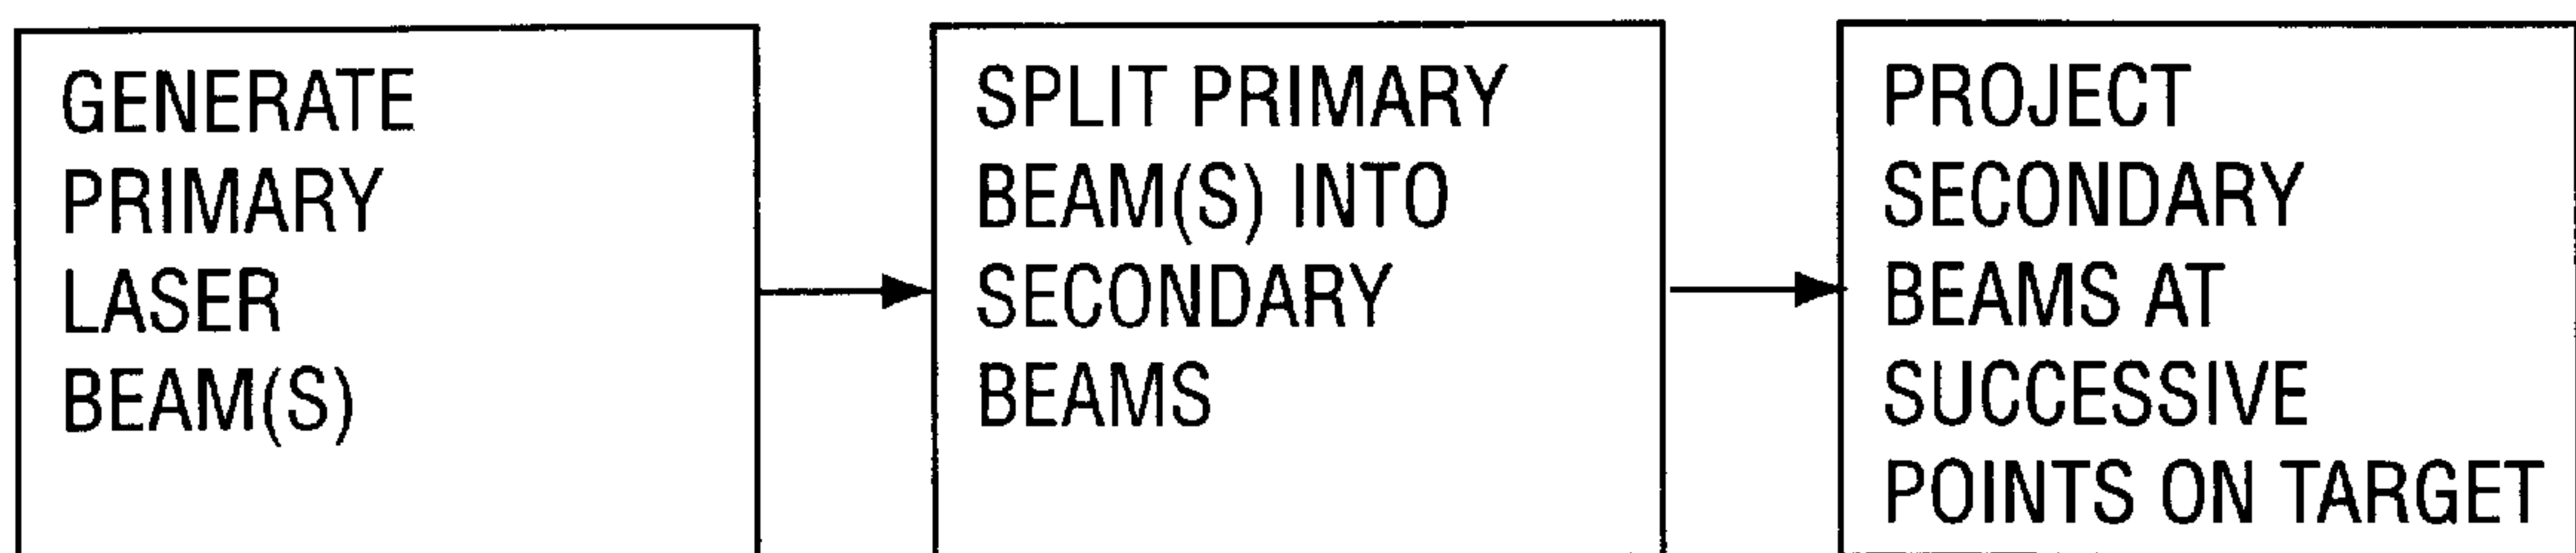 GENERATE
PRIMARY
LASER
BEAM(S)
SPLIT PRIMARY
BEAM(S) INTO
SECONDARY
BEAMS
PROJECT
SECONDARY
BEAMS AT
SUCCESSIVE
POINTS ON TARGET